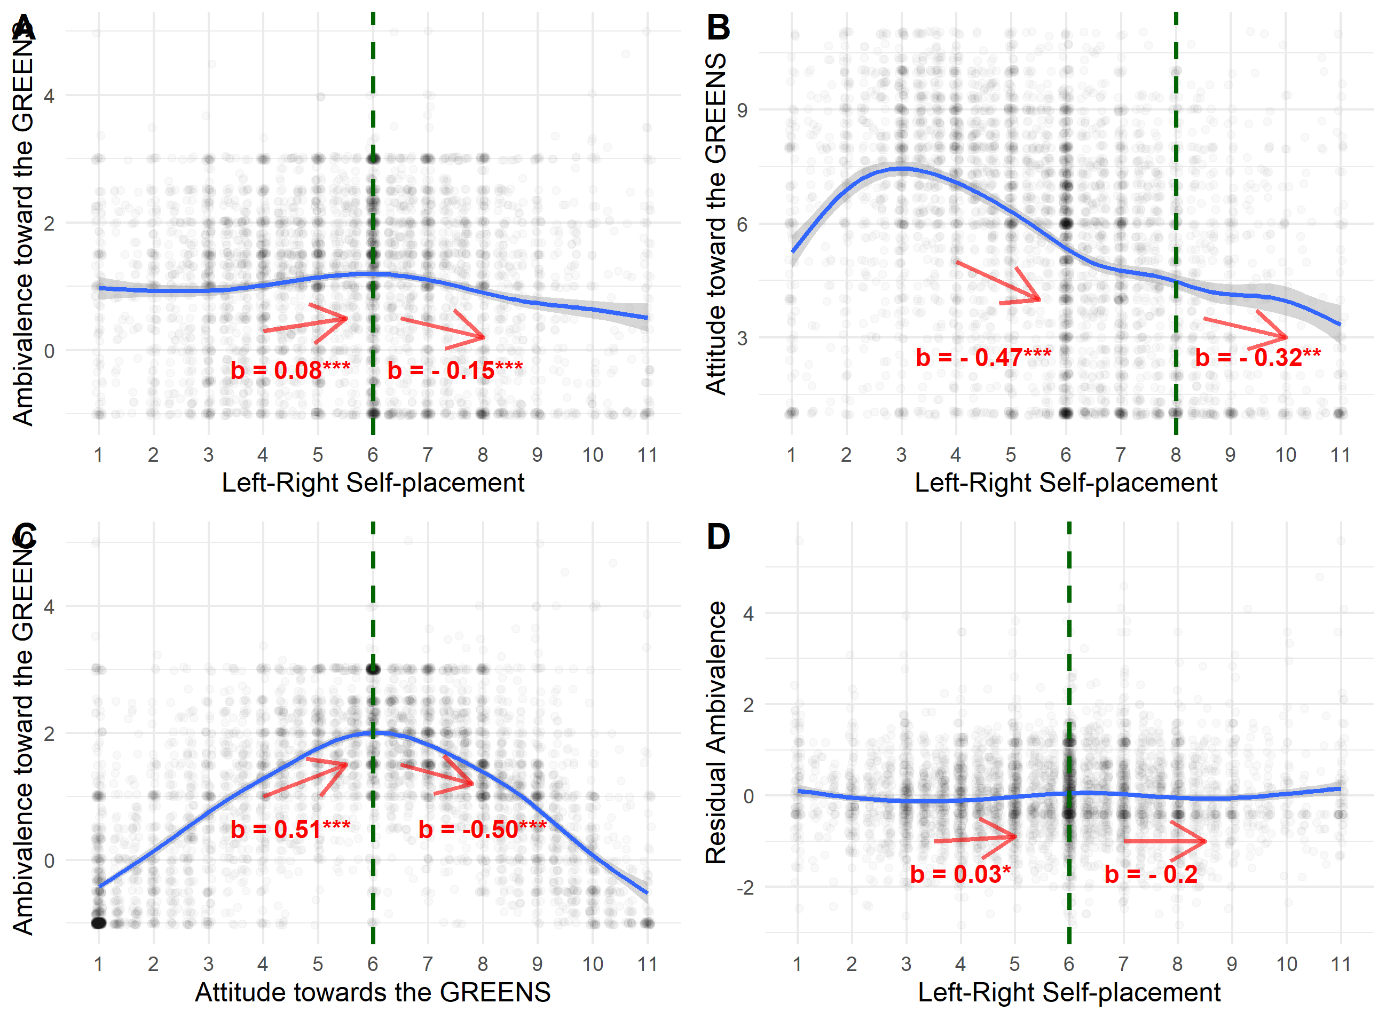 A
Ambivalence toward the GREENS
4
2
0
b = 0.08***
b = - 0.15***
1 2 3 4 5 6 7 8 9 10 11
Left-Right Self-placement
B
Attitude toward the GREENS
9
6
3
b = - 0.47***
b = - 0.32**
1 2 3 4 5 6 7 8 9 10 11
Left-Right Self-placement
C
Ambivalence toward the GREENS
4
2
0
b = 0.51***
b = -0.50***
1 2 3 4 5 6 7 8 9 10 11
Attitude towards the GREENS
D
Residual Ambivalence
4
2
0
-2
b = 0.03*
b = - 0.2
1 2 3 4 5 6 7 8 9 10 11
Left-Right Self-placement